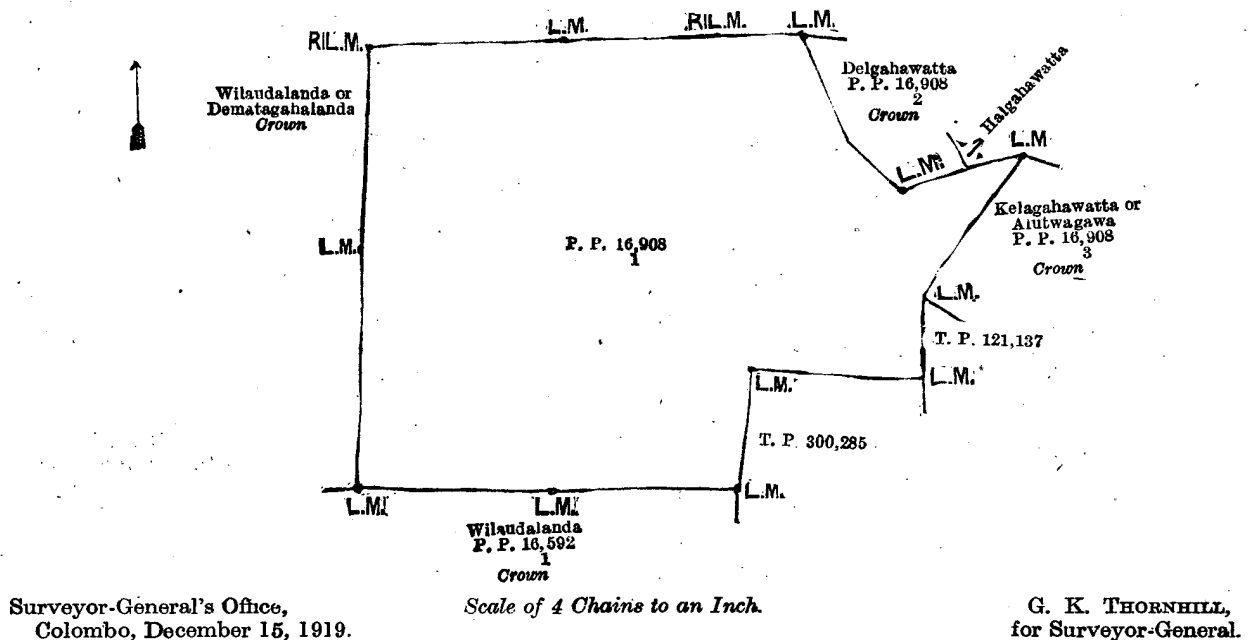 RIL.M.
L.M.
RIL.M.
L.M.
Wilaudalanda or
Dematagahalanda
Crown
Delgahawatta
P. P. 16,908
2
Crown
Halgahawatta
L.M.
L.M
Kelagahawatta or
Alutwagawa
P. P. 16,908
3
Crown
L.M.
P. P. 16,908
1
L.M.
T. P. 121,137
L.M.
L.M.
T. P. 300,285
L.M.
L.M.
L.M.
Wilaudalanda
P. P. 16,592
1
Crown
Surveyor-General's Office,
Colombo, December 15, 1919.
Scale of 4 Chains to an Inch.
G. K. THORNHILL,
for Surveyor-General.